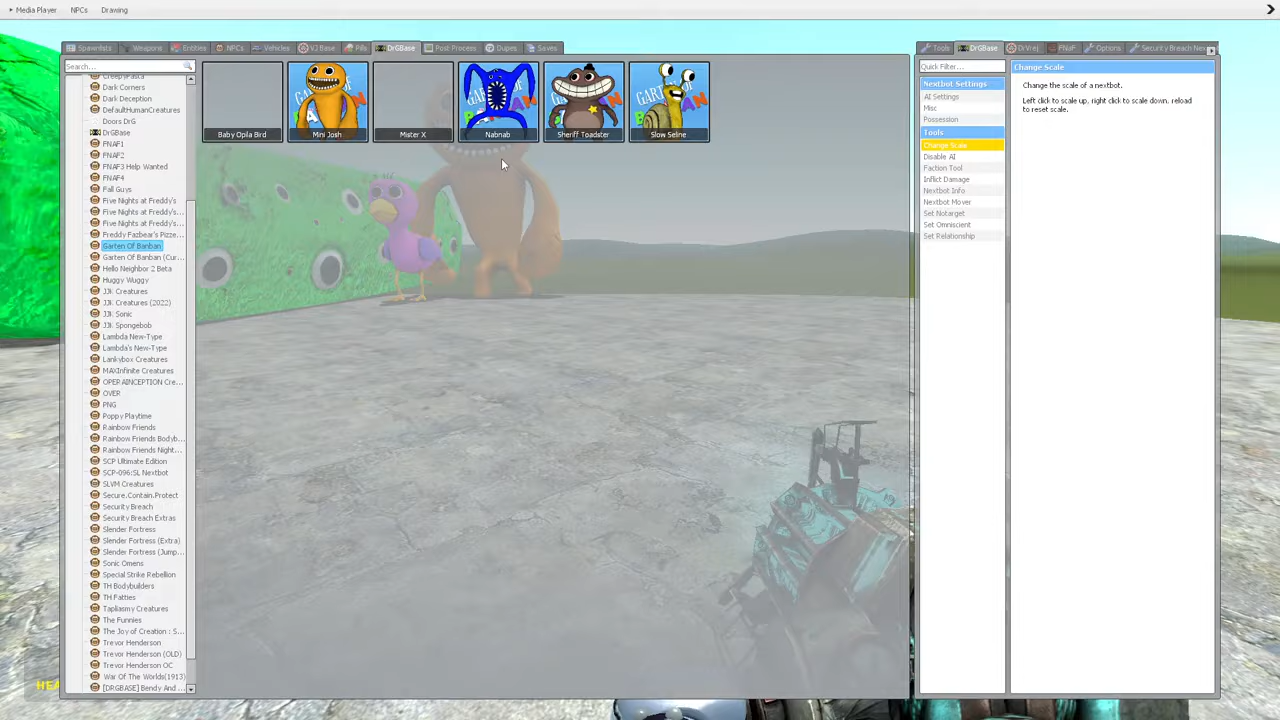 Media Player NPCs Drawing
Spawnlists Weapons Entities NPCs Vehicles VJ Base Pills DrGBase Post Process Dupes Saves
Search...
CreepyPasta
Dark Corners
Dark Deception
DefaultHumanCreatures
Doors DrG
DrGBase
FNAF1
FNAF2
FNAF3 Help Wanted
FNAF4
Fall Guys
Five Nights at Freddy's
Five Nights at Freddy's...
Five Nights at Freddy's...
Freddy Fazbear's Pizze...
Garten Of Banban
Garten Of Banban (Cur...
Hello Neighbor 2 Beta
Huggy Wuggy
JJk Creatures
JJk Creatures (2022)
JJk Sonic
JJk Spongebob
Lambda New-Type
Lambda's New-Type
Lankybox Creatures
MAXInfinite Creatures
OPERAINCEPTION Cre...
OVER
PNG
Poppy Playtime
Rainbow Friends
Rainbow Friends Bodyb...
Rainbow Friends Night...
SCP Ultimate Edition
SCP-096:SL Nextbot
SLVM Creatures
Secure.Contain.Protect
Security Breach
Security Breach Extras
Slender Fortress
Slender Fortress (Extra)
Slender Fortress (Jump...
Sonic Omens
Special Strike Rebellion
TH Bodybuilders
TH Fatties
Tapliasmy Creatures
The Funnies
The Joy of Creation : S...
Trevor Henderson
Trevor Henderson (OLD)
Trevor Henderson OC
War Of The Worlds(1913)
[DRGBASE] Bendy And ...
Baby Opila Bird
Mini Josh
Mister X
Nabnab
Sheriff Toadster
Slow Seline
Tools DrGBase DrVrej FNaF Options Security Breach Nex
Quick Filter...
Nextbot Settings
AI Settings
Misc
Possession
Tools
Change Scale
Disable AI
Faction Tool
Inflict Damage
Nextbot Info
Nextbot Mover
Set Notarget
Set Omniscient
Set Relationship
Change Scale
Change the scale of a nextbot.
Left click to scale up, right click to scale down, reload
to reset scale.